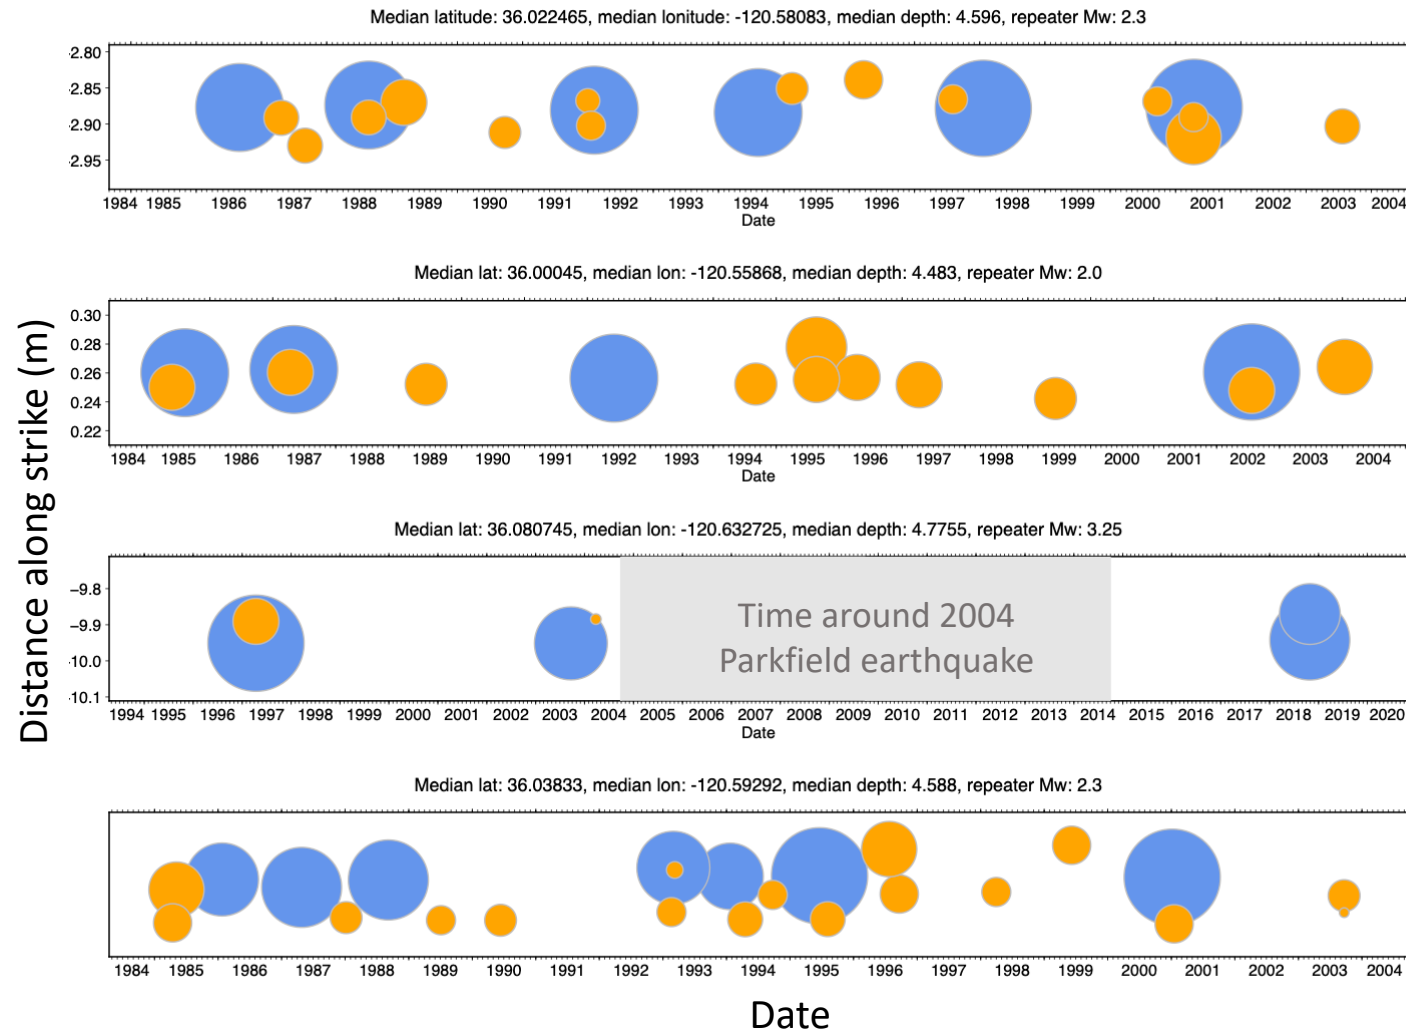 Median latitude: 36.022465, median lonitude: -120.58083, median depth: 4.596, repeater Mw: 2.3
·2.80
·2.85
·2.90
·2.95
1984 1985 1986 1987 1988 1989 1990 1991 1992 1993 1994 1995 1996 1997 1998 1999 2000 2001 2002 2003 2004
Date
Median lat: 36.00045, median lon: -120.55868, median depth: 4.483, repeater Mw: 2.0
0.30
0.28
0.26
0.24
0.22
1984 1985 1986 1987 1988 1989 1990 1991 1992 1993 1994 1995 1996 1997 1999 2000 2001 2002 2003 2004
Date
Distance along strike (m)
Median lat: 36.080745, median lon: -120.632725, median depth: 4.7755, repeater Mw: 3.25
−9.8
−9.9
·10.0
·10.1
Time around 2004
Parkfield earthquake
1994 1995 1996 1997 1998 1999 2000 2001 2002 2003 2004 2005 2006 2007 2008 2009 2010 2011 2012 2013 2014 2015 2016 2017 2018 2019 2020
Date
Median lat: 36.03833, median lon: -120.59292, median depth: 4.588, repeater Mw: 2.3
1984 1985 1986 1987 1988 1989 1990 1991 1992 1993 1994 1995 1996 1997 1998 1999 2000 2001 2002 2003 2004
Date